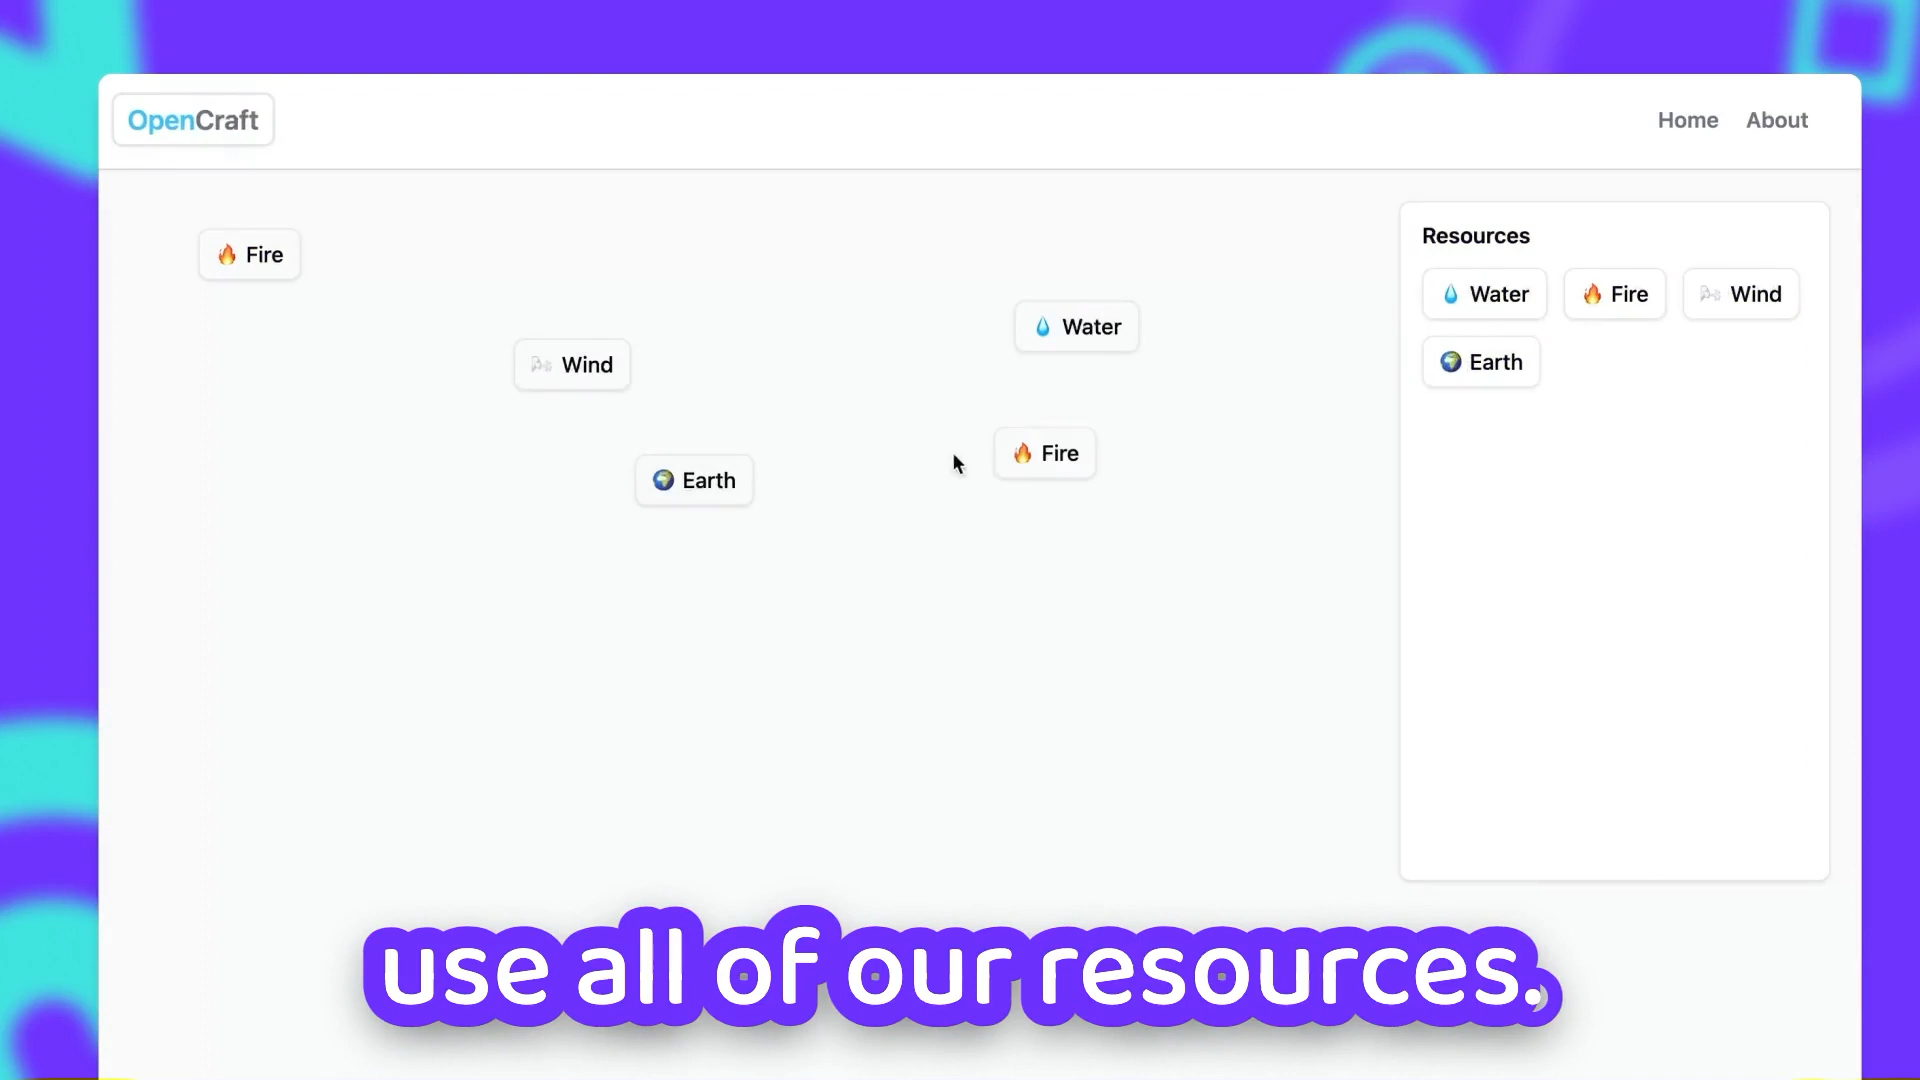 OpenCraft
Home About
Fire
Wind
Water
Earth
Fire
Resources
Water Fire Wind
Earth
use all of our resources.